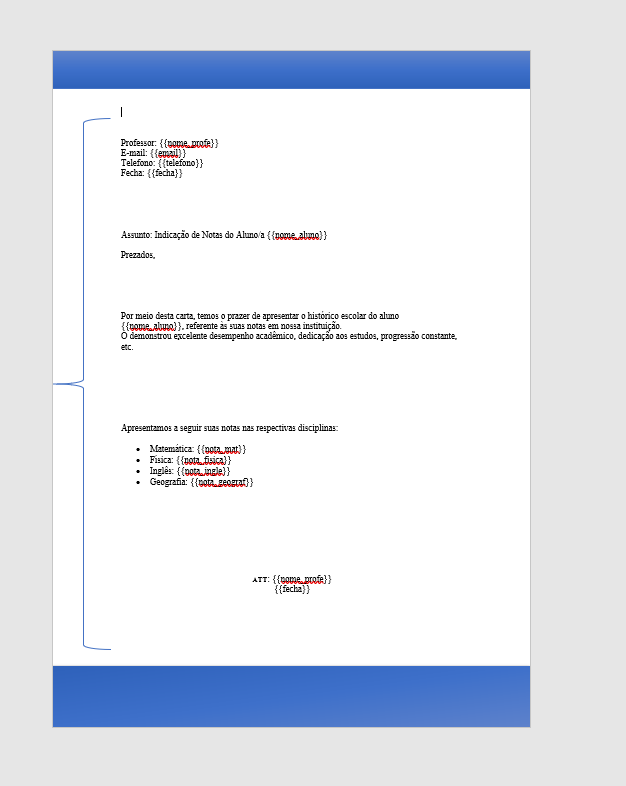 Professor: {{nome_profe}}
E-mail: {{email}}
Telefono: {{telefono}}
Fecha: {{fecha}}
Assunto: Indicação de Notas do Aluno/a {{nome_aluno}}
Prezados,
Por meio desta carta, temos o prazer de apresentar o histórico escolar do aluno
{{nome_aluno}}, referente às suas notas em nossa instituição.
O demonstrou excelente desempenho acadêmico, dedicação aos estudos, progressão constante,
etc.
Apresentamos a seguir suas notas nas respectivas disciplinas:
• Matemática: {{nota_mat}}
• Física: {{nota_fisica}}
• Inglês: {{nota_ingle}}
• Geografia: {{nota_geograf}}
ATT: {{nome_profe}}
{{fecha}}